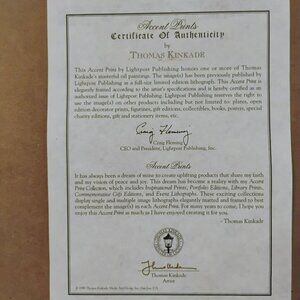 Accent Prints
Certificate Of Authenticity
by
THOMAS KINKADE
This Accent Print by Lightpost Publishing honors one or more of Thomas
Kinkade's masterful oil paintings. The image(s) has been previously published by
Lightpost Publishing as a full size limited edition lithograph. This Accent Print is
elegantly framed according to the artist's specifications and is hereby certified as an
authorized issue of Lightpost Publishing. Lightpost Publishing reserves the right to
use the image(s) on other products including but not limited to: plates, open
edition decorator prints, figurines, gift editions, collectibles, books, posters, special
charity editions, gift and stationery items, etc.
Craig Fleming
Craig Fleming
CEO and President, Lightpost Publishing, Inc.
Accent Prints
It has always been a dream of mine to create uplifting products that share my faith
and my vision of peace and joy. This dream has become a reality with my Accent
Print Collection, which includes Inspirational Prints, Portfolio Editions, Library Prints,
Commemorative Gift Editions, and Event Lithographs. These exciting collections
display single and multiple image lithographs elegantly matted and framed to best
complement the image(s) in each Accent Print. For many years to come, I hope you
enjoy this Accent Print as much as I have enjoyed creating it for you.
- Thomas Kinkade
Thomas Kinkade
Artist